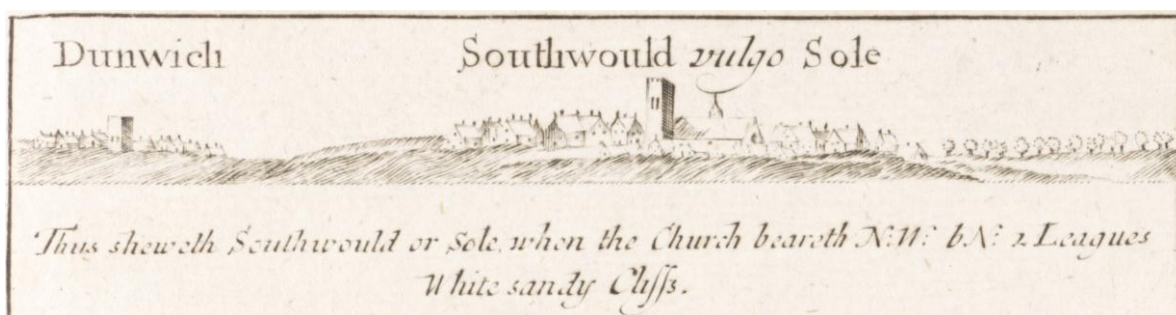 Dunwich Southwould vulgo Sole
Thus sheweth Southwould or Sole, when the Church beareth N: W: b N: 2 Leagues
White sandy Cliffs.